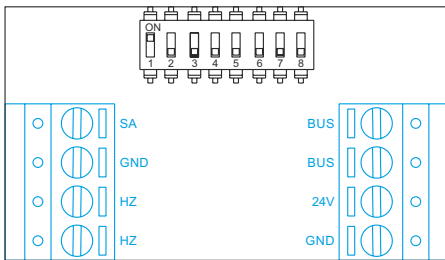 ON
1 2 3 4 5 6 7 8
SA BUS
GND BUS
HZ 24V
HZ GND